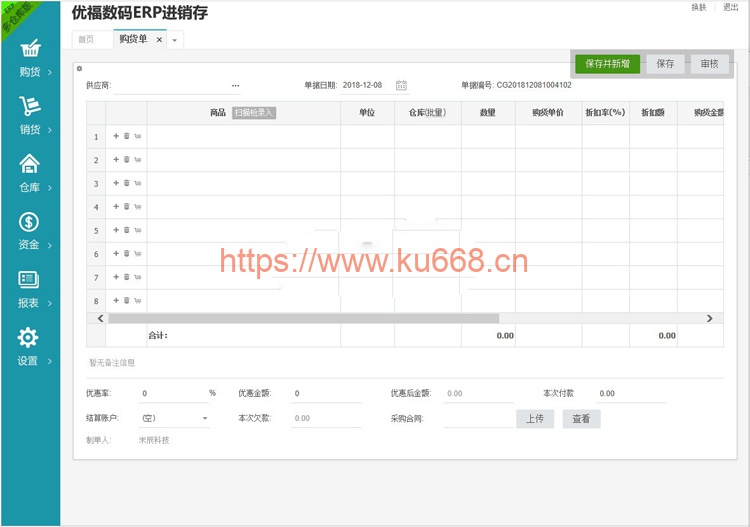 ERP
多仓库版
优福数码ERP进销存
换肤 | 退出
首页 购货单 ×
保存并新增 保存 审核
购货
供应商: ... 单据日期: 2018-12-08 单据编号: CG201812081004102
商品 扫描枪录入 单位 仓库(批量) 数量 购货单价 折扣率(%) 折扣额 购货金额
销货
1
2
仓库
3
4
资金
5
6
https://www.ku668.cn
报表
7
8
合计: 0.00 0.00
设置
暂无备注信息
优惠率: 0 % 优惠金额: 0 优惠后金额: 0.00 本次付款 0.00
结算账户: (空) 本次欠款: 0.00 采购合同: 上传 查看
制单人: 米辰科技